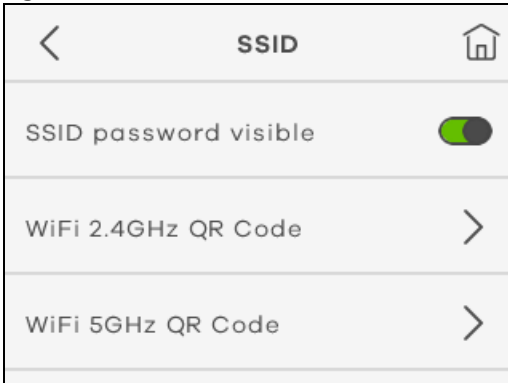 SSID
SSID password visible
WiFi 2.4GHz QR Code
WiFi 5GHz QR Code